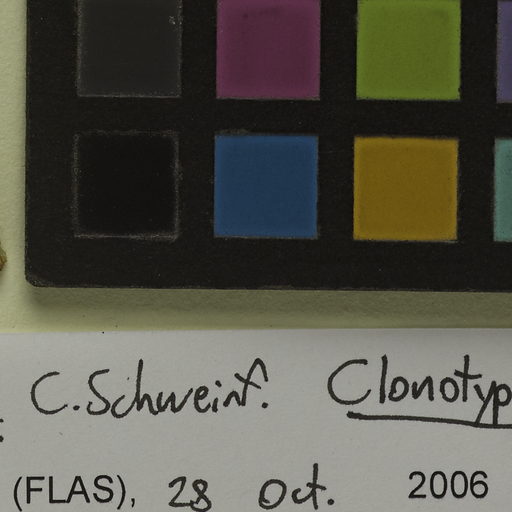 C. Schweinf. Clonotyp
(FLAS), 28 Oct. 2006